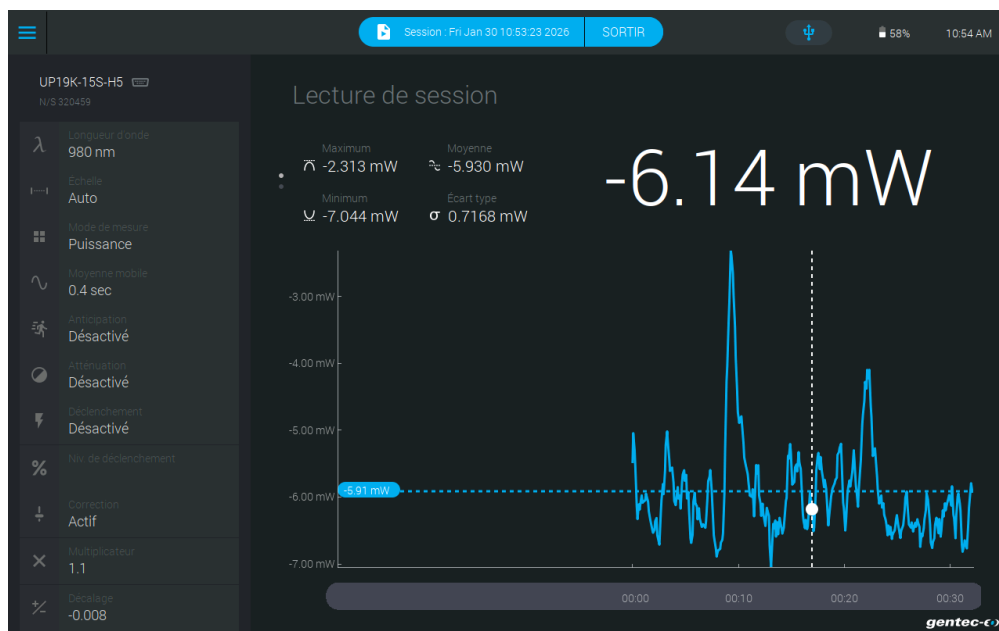 Session : Fri Jan 30 10:53:23 2026
SORTIR
58%
10:54 AM
UP19K-15S-H5
N/S 320459
Longueur d'onde
λ 980 nm
Échelle
Auto
Mode de mesure
Puissance
Moyenne mobile
0.4 sec
Anticipation
Désactivé
Atténuation
Désactivé
Déclenchement
Désactivé
% Niv. de déclenchement
Correction
Actif
Multiplicateur
1.1
Décalage
-0.008
Lecture de session
Maximum
-2.313 mW
Moyenne
-5.930 mW
Minimum
-7.044 mW
Écart type
σ 0.7168 mW
-6.14 mW
-3.00 mW
-4.00 mW
-5.00 mW
-5.91 mW
-6.00 mW
-7.00 mW
00:00 00:10 00:20 00:30
gentec-eo